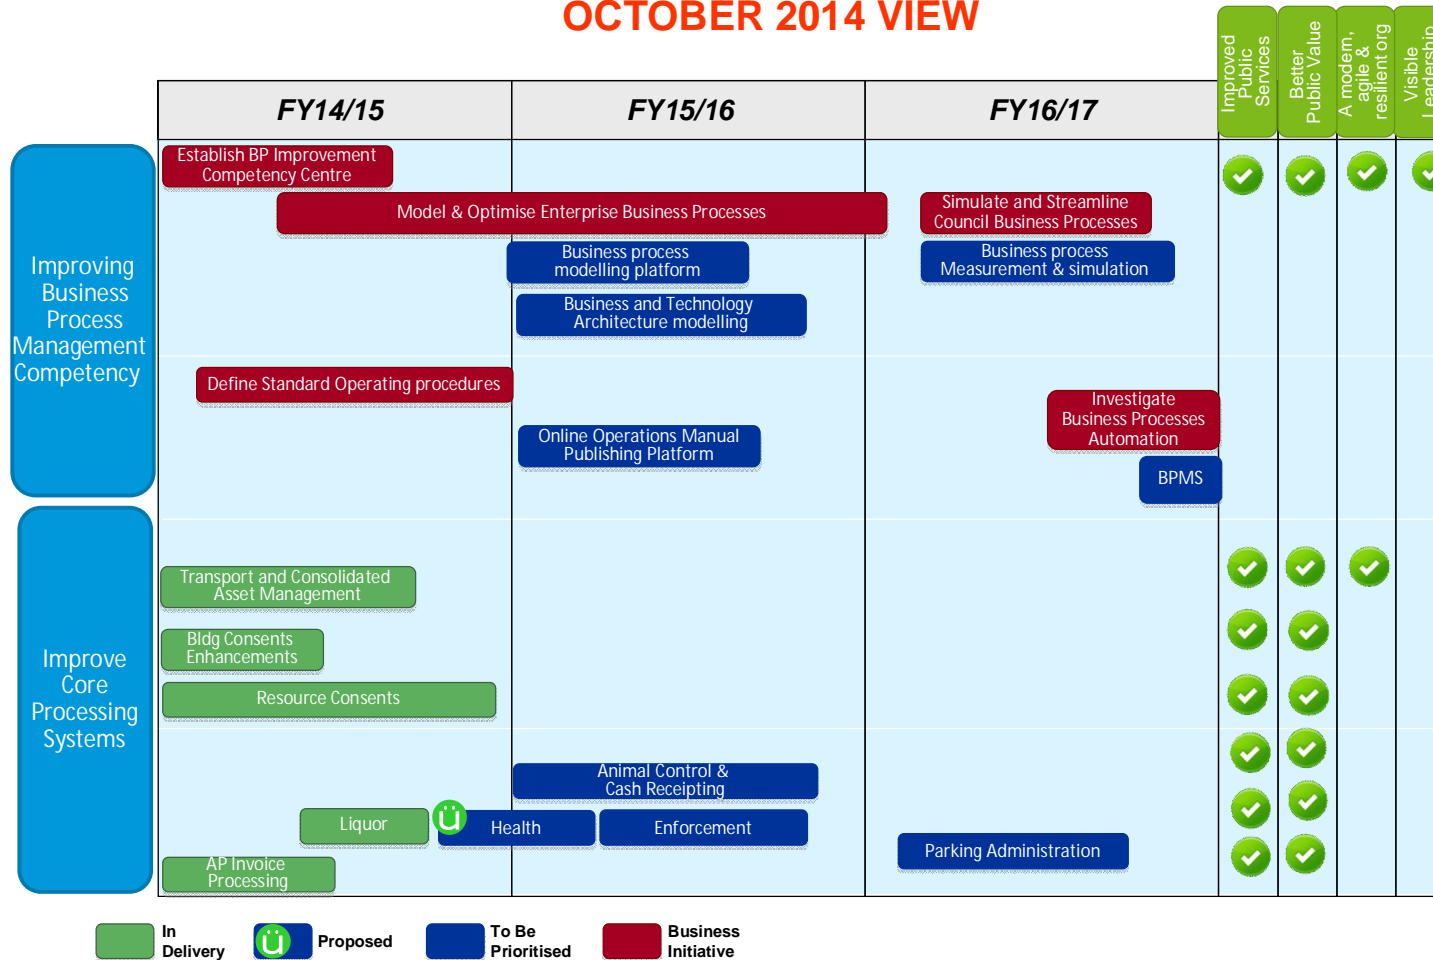 OCTOBER 2014 VIEW
Improved
Public
Services
Better
Public Value
A modern,
agile &
resilient org
Visible
Leadership
FY14/15
FY15/16
FY16/17
Improving
Business
Process
Management
Competency
Establish BP Improvement
Competency Centre
Model & Optimise Enterprise Business Processes
Simulate and Streamline
Council Business Processes
Business process
modelling platform
Business process
Measurement & simulation
Business and Technology
Architecture modelling
Define Standard Operating procedures
Investigate
Business Processes
Automation
Online Operations Manual
Publishing Platform
BPMS
Improve
Core
Processing
Systems
Transport and Consolidated
Asset Management
Bldg Consents
Enhancements
Resource Consents
Animal Control &
Cash Receipting
Liquor
ü
Health
Enforcement
Parking Administration
AP Invoice
Processing
In
Delivery
ü
Proposed
To Be
Prioritised
Business
Initiative